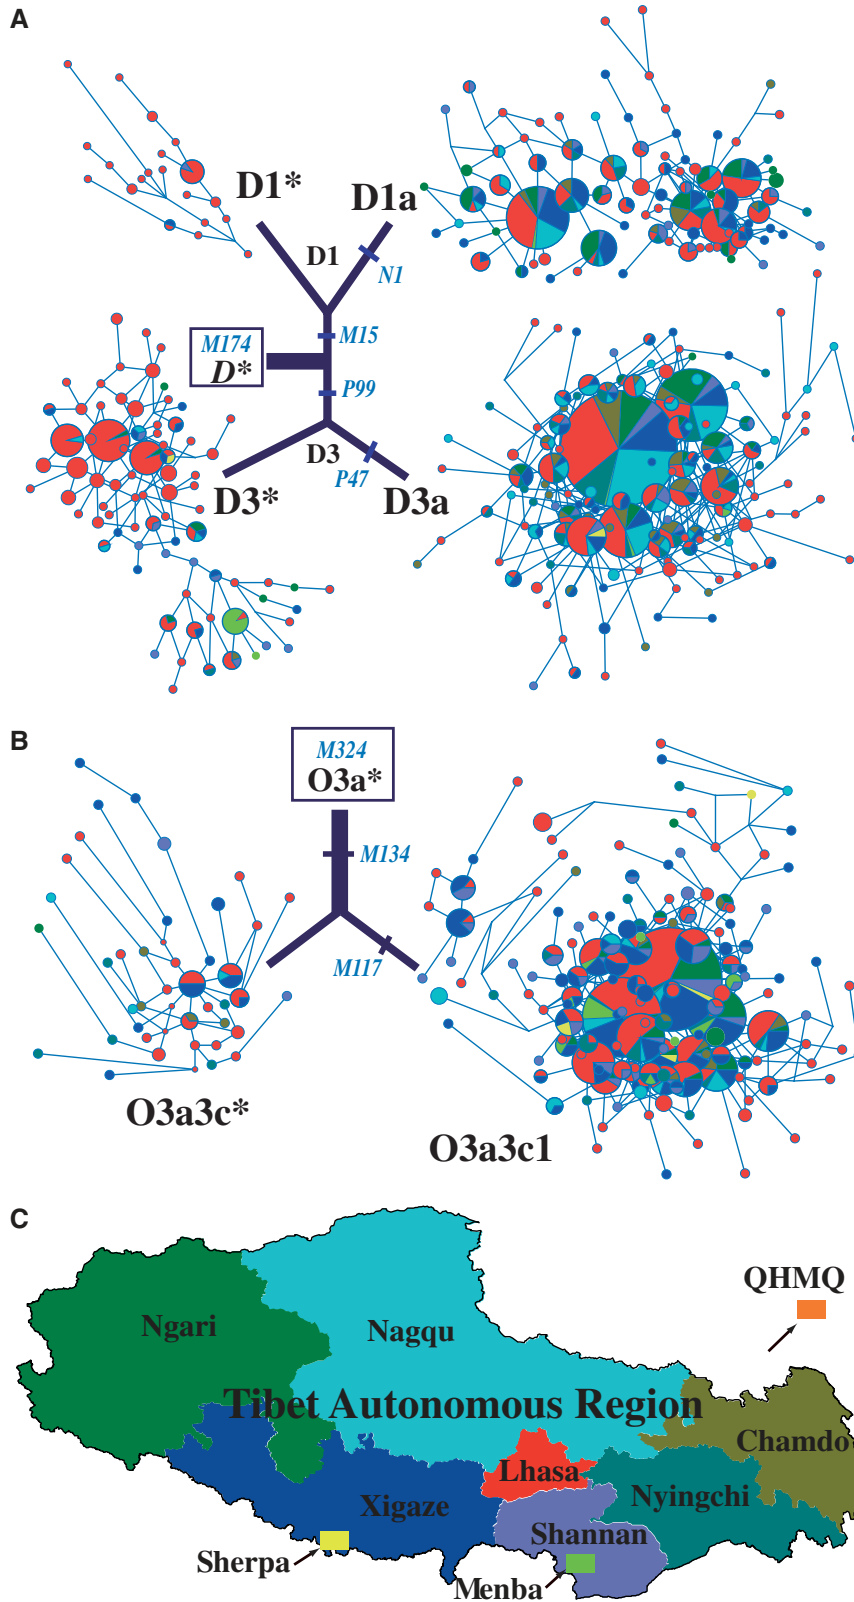 A
D1*
D1a
D1
N1
M15
M174
D*
P99
D3
P47
D3*
D3a
B
M324
O3a*
M134
M117
O3a3c*
O3a3c1
C
QHMQ
Ngari
Nagqu
Tibet Autonomous Region
Chamdo
Lhasa
Nyingchi
Xigaze
Shannan
Sherpa
Menba